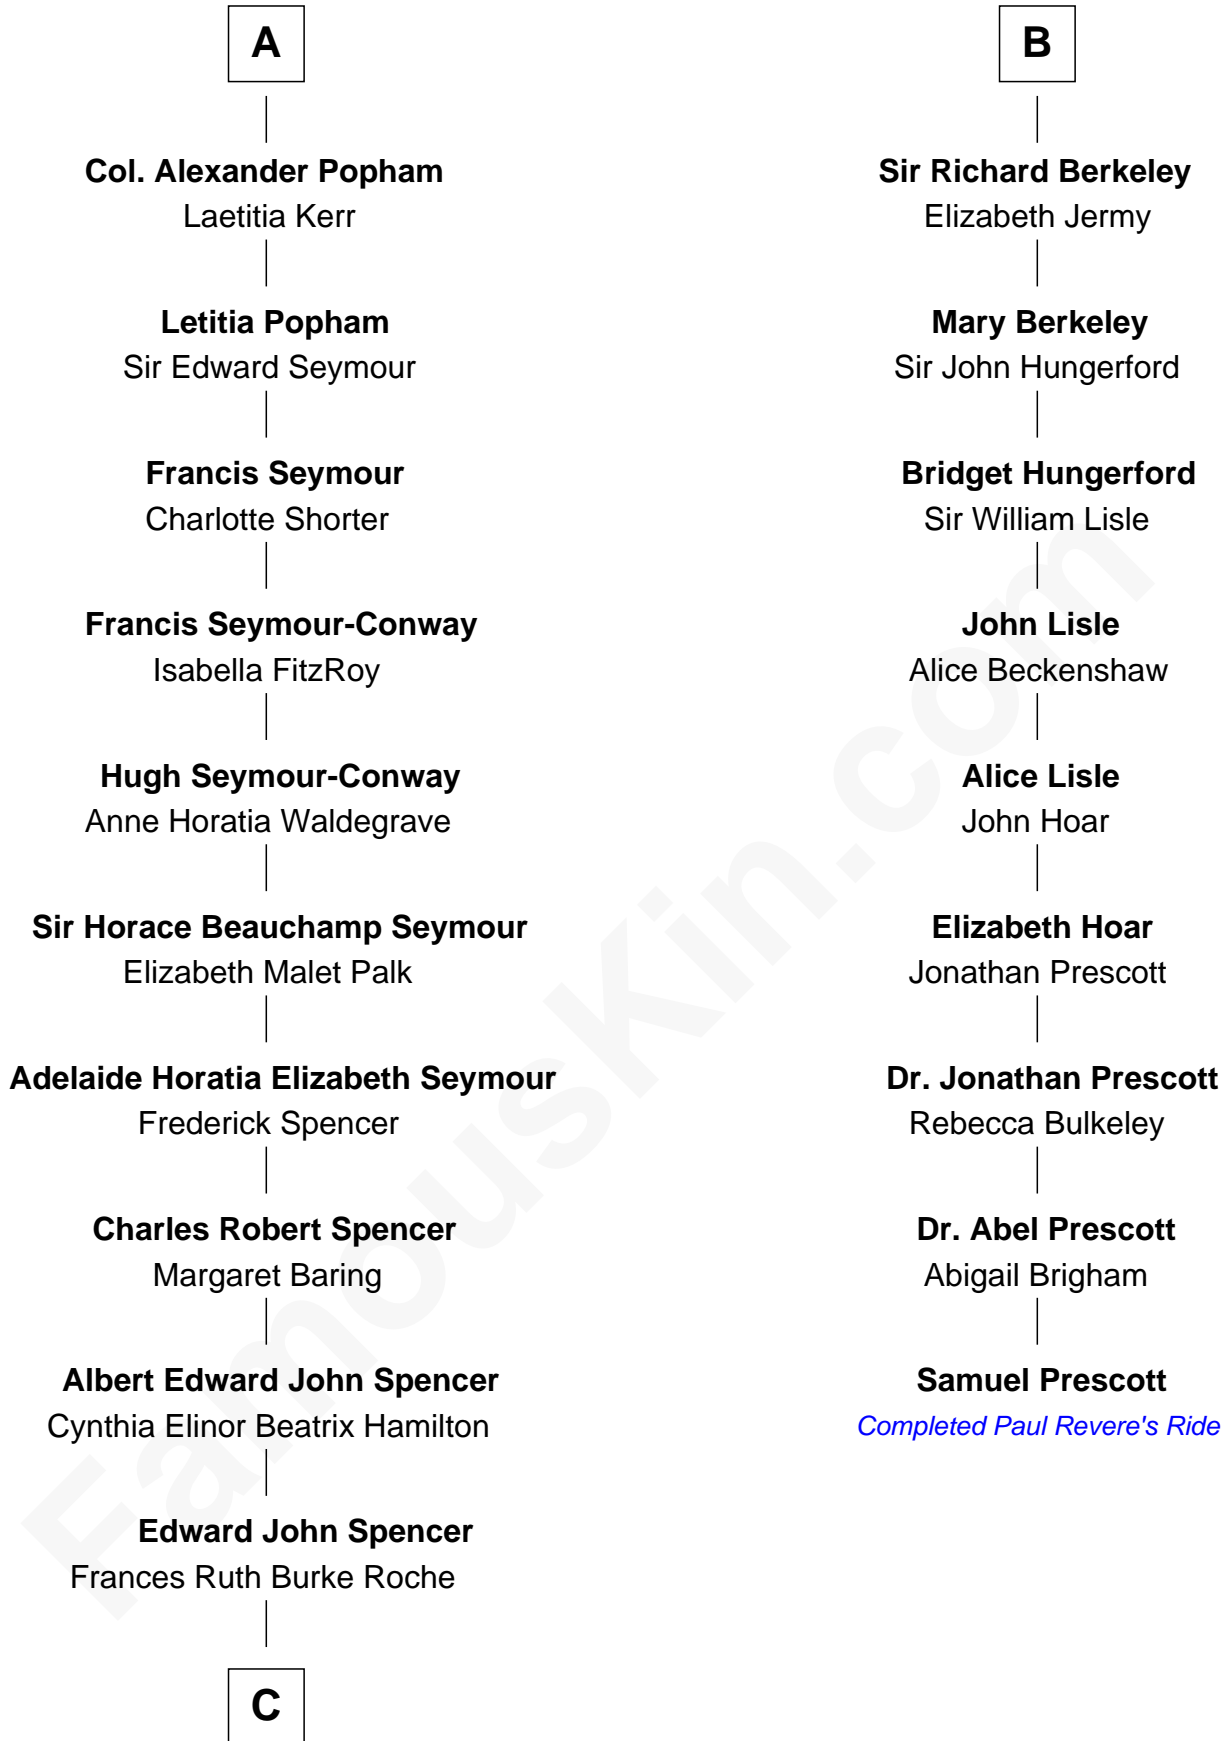 A
Col. Alexander Popham
Laetitia Kerr
Letitia Popham
Sir Edward Seymour
Francis Seymour
Charlotte Shorter
Francis Seymour-Conway
Isabella FitzRoy
Hugh Seymour-Conway
Anne Horatia Waldegrave
Sir Horace Beauchamp Seymour
Elizabeth Malet Palk
Adelaide Horatia Elizabeth Seymour
Frederick Spencer
Charles Robert Spencer
Margaret Baring
Albert Edward John Spencer
Cynthia Elinor Beatrix Hamilton
Edward John Spencer
Frances Ruth Burke Roche
C
B
Sir Richard Berkeley
Elizabeth Jermy
Mary Berkeley
Sir John Hungerford
Bridget Hungerford
Sir William Lisle
John Lisle
Alice Beckenshaw
Alice Lisle
John Hoar
Elizabeth Hoar
Jonathan Prescott
Dr. Jonathan Prescott
Rebecca Bulkeley
Dr. Abel Prescott
Abigail Brigham
Samuel Prescott
Completed Paul Revere's Ride
FamousKin.com